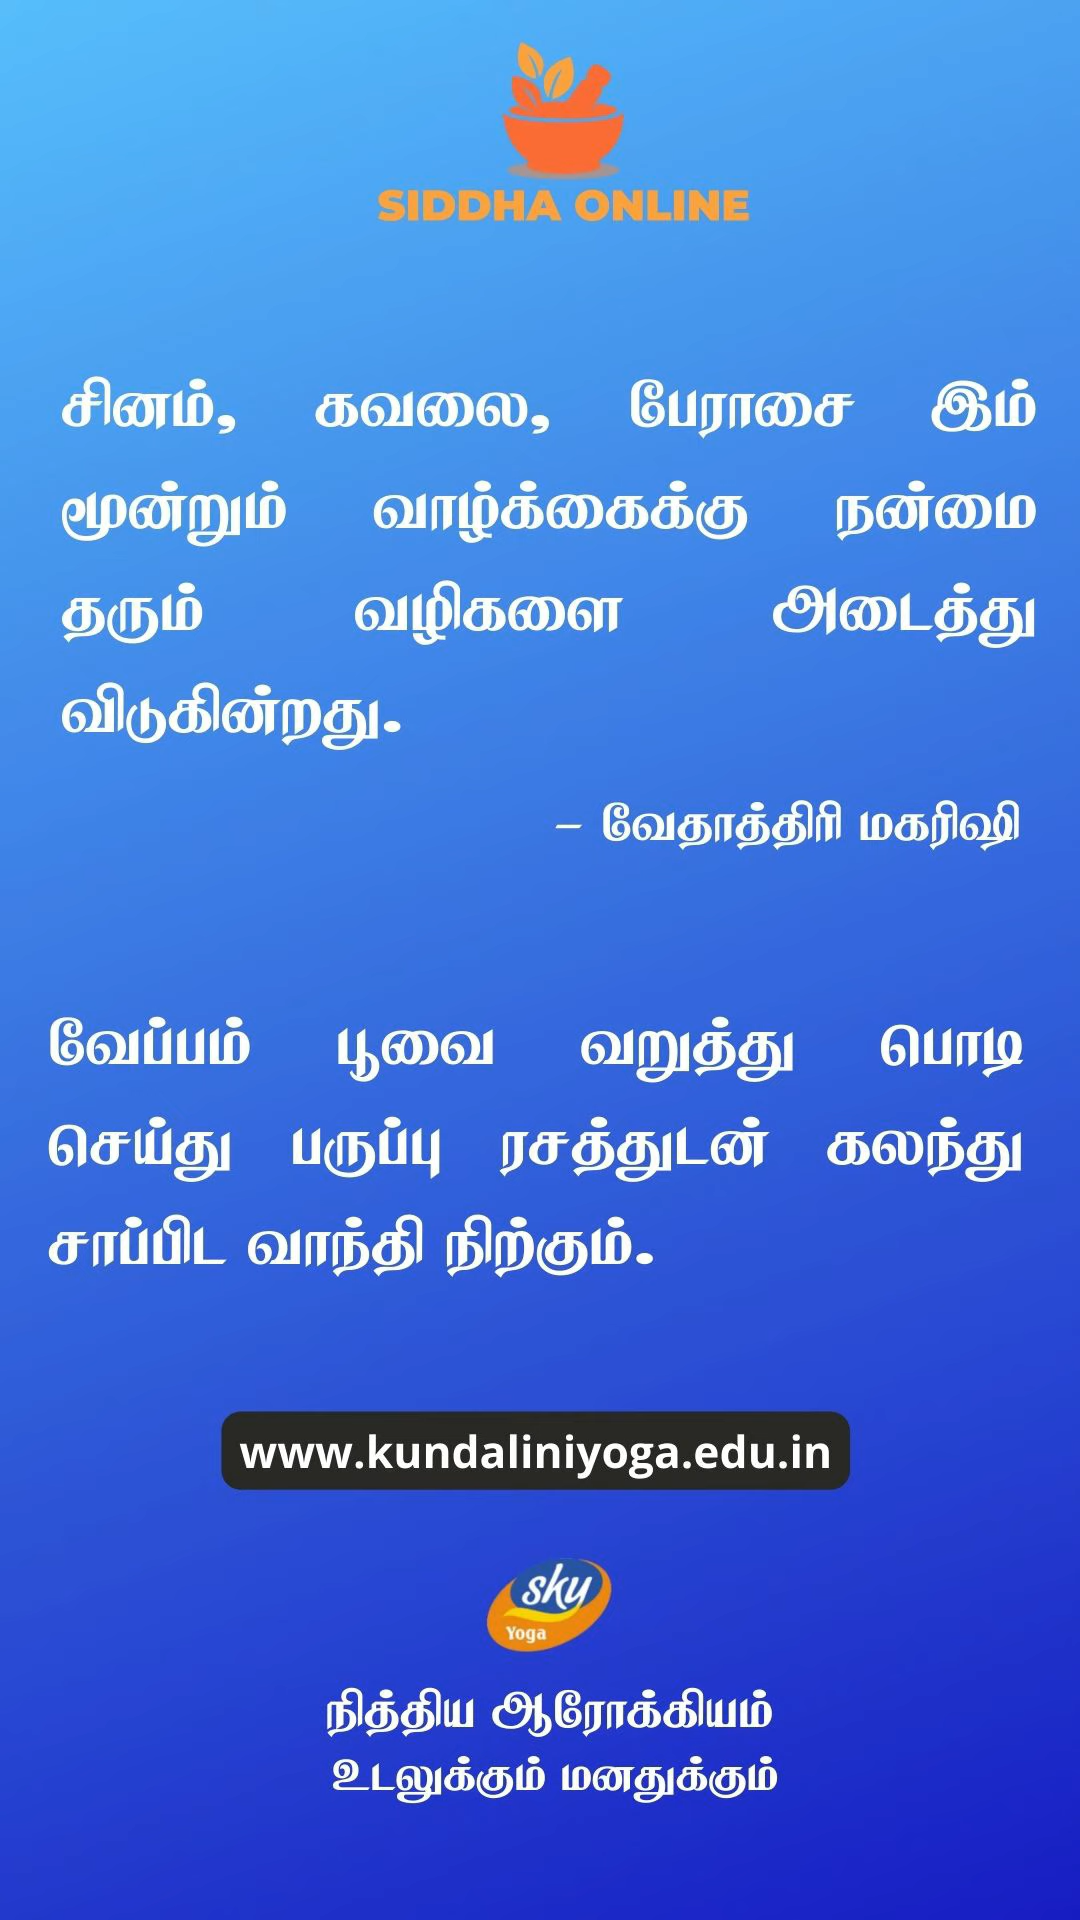 SIDDHA ONLINE
சினம், கவலை, பேராசை இம்
மூன்றும் வாழ்க்கைக்கு நன்மை
தரும் வழிகளை அடைத்து
விடுகின்றது.
- வேதாத்திரி மகரிஷி
வேப்பம் பூவை வறுத்து பொடி
செய்து பருப்பு ரசத்துடன் கலந்து
சாப்பிட வாந்தி நிற்கும்.
www.kundaliniyoga.edu.in
sky
Yoga
நித்திய ஆரோக்கியம்
உடலுக்கும் மனதுக்கும்